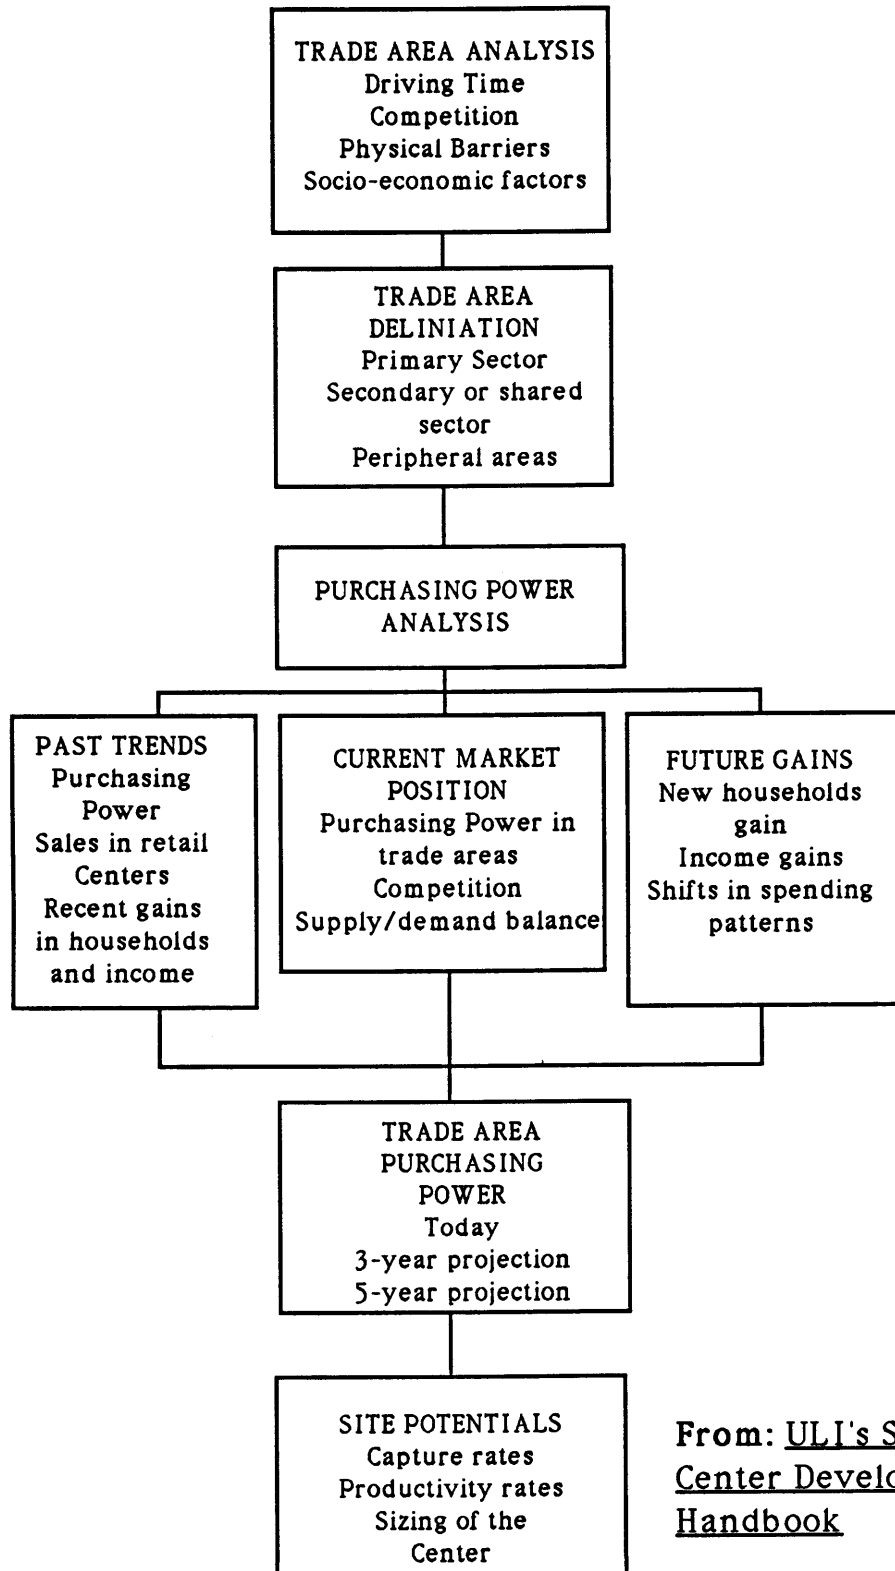 TRADE AREA ANALYSIS
Driving Time
Competition
Physical Barriers
Socio-economic factors
TRADE AREA
DELINIATION
Primary Sector
Secondary or shared
sector
Peripheral areas
PURCHASING POWER
ANALYSIS
PAST TRENDS
Purchasing
Power
Sales in retail
Centers
Recent gains
in households
and income
CURRENT MARKET
POSITION
Purchasing Power in
trade areas
Competition
Supply/demand balance
FUTURE GAINS
New households
gain
Income gains
Shifts in spending
patterns
TRADE AREA
PURCHASING
POWER
Today
3-year projection
5-year projection
SITE POTENTIALS
Capture rates
Productivity rates
Sizing of the
Center
From: ULI's S
Center Develo
Handbook